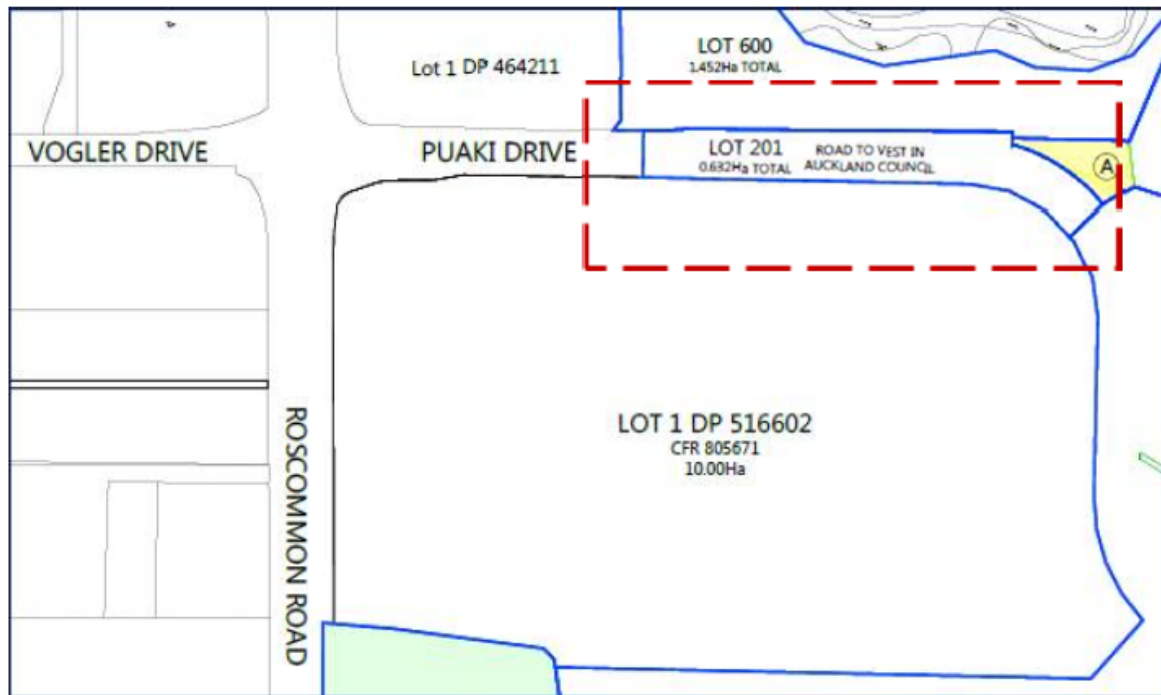 LOT 600
1.452Ha TOTAL
Lot 1 DP 464211
VOGLER DRIVE
PUAKI DRIVE
LOT 201
0.632Ha TOTAL
ROAD TO VEST IN
AUCKLAND COUNCIL
A
LOT 1 DP 516602
CFR 805671
10.00Ha
ROSCOMMON ROAD